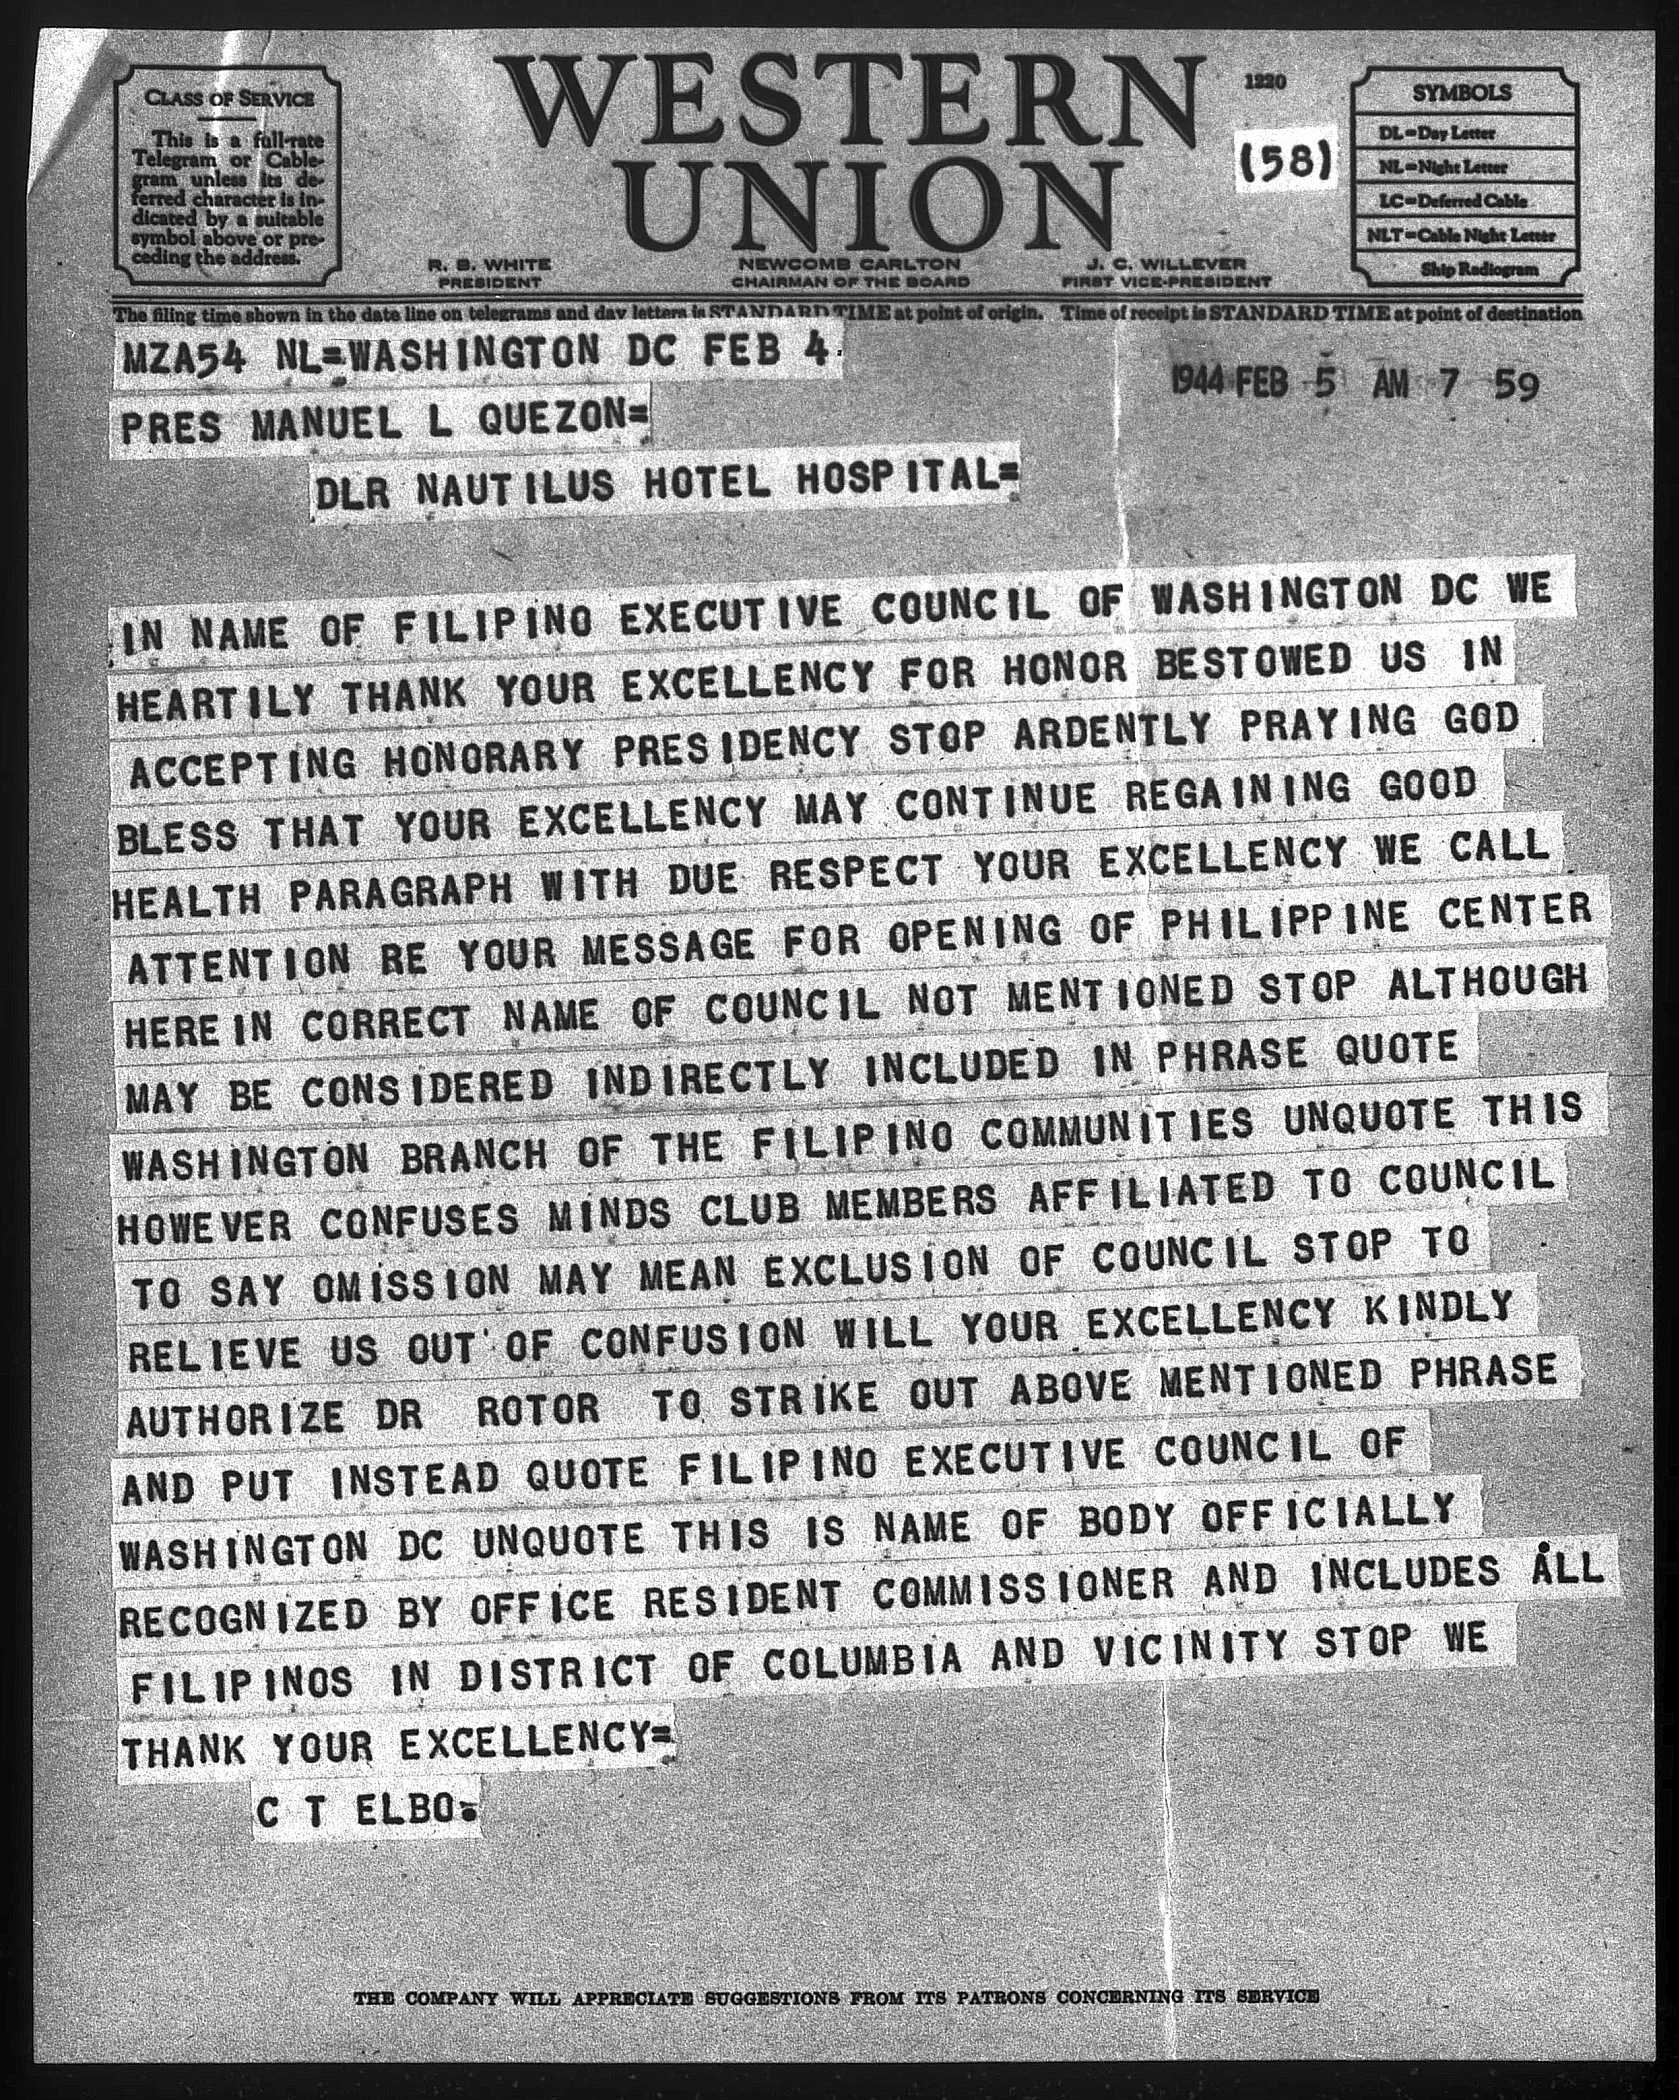 CLASS OF SERVICE
This is a full-rate
Telegram or Cable-
gram unless its de-
ferred character is in-
dicated by a suitable
symbol above or pre-
ceding the address.
WESTERN
UNION
1220
(58)
SYMBOLS
DL=Day Letter
NL=Night Letter
LC=Deferred Cable
NLT=Cable Night Letter
Ship Radiogram
R. B. WHITE
PRESIDENT
NEWCOMB CARLTON
CHAIRMAN OF THE BOARD
J. C. WILLEVER
FIRST VICE-PRESIDENT
The filing time shown in the date line on telegrams and day letters is STANDARD TIME at point of origin. Time of receipt is STANDARD TIME at point of destination
MZA54 NL=WASHINGTON DC FEB 4
1944 FEB 5 AM 7 59
PRES MANUEL L QUEZON=
DLR NAUTILUS HOTEL HOSPITAL=
IN NAME OF FILIPINO EXECUTIVE COUNCIL OF WASHINGTON DC WE
HEARTILY THANK YOUR EXCELLENCY FOR HONOR BESTOWED US IN
ACCEPTING HONORARY PRESIDENCY STOP ARDENTLY PRAYING GOD
BLESS THAT YOUR EXCELLENCY MAY CONTINUE REGAINING GOOD
HEALTH PARAGRAPH WITH DUE RESPECT YOUR EXCELLENCY WE CALL
ATTENTION RE YOUR MESSAGE FOR OPENING OF PHILIPPINE CENTER
HEREIN CORRECT NAME OF COUNCIL NOT MENTIONED STOP ALTHOUGH
MAY BE CONSIDERED INDIRECTLY INCLUDED IN PHRASE QUOTE
WASHINGTON BRANCH OF THE FILIPINO COMMUNITIES UNQUOTE THIS
HOWEVER CONFUSES MINDS CLUB MEMBERS AFFILIATED TO COUNCIL
TO SAY OMISSION MAY MEAN EXCLUSION OF COUNCIL STOP TO
RELIEVE US OUT OF CONFUSION WILL YOUR EXCELLENCY KINDLY
AUTHORIZE DR ROTOR TO STRIKE OUT ABOVE MENTIONED PHRASE
AND PUT INSTEAD QUOTE FILIPINO EXECUTIVE COUNCIL OF
WASHINGTON DC UNQUOTE THIS IS NAME OF BODY OFFICIALLY
RECOGNIZED BY OFFICE RESIDENT COMMISSIONER AND INCLUDES ALL
FILIPINOS IN DISTRICT OF COLUMBIA AND VICINITY STOP WE
THANK YOUR EXCELLENCY=
C T ELBO.
THE COMPANY WILL APPRECIATE SUGGESTIONS FROM ITS PATRONS CONCERNING ITS SERVICE